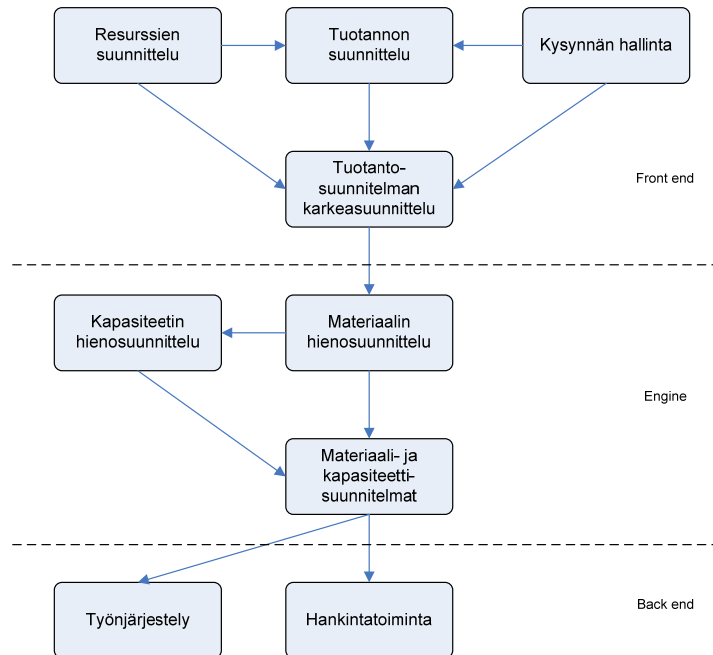 Resurssien
suunnittelu
Tuotannon
suunnittelu
Kysynnän hallinta
Tuotanto-
suunnitelman
karkeasuunnittelu
Front end
Kapasiteetin
hienosuunnittelu
Materiaalin
hienosuunnittelu
Engine
Materiaali- ja
kapasiteetti-
suunnitelmat
Työnjärjestely
Hankintatoiminta
Back end